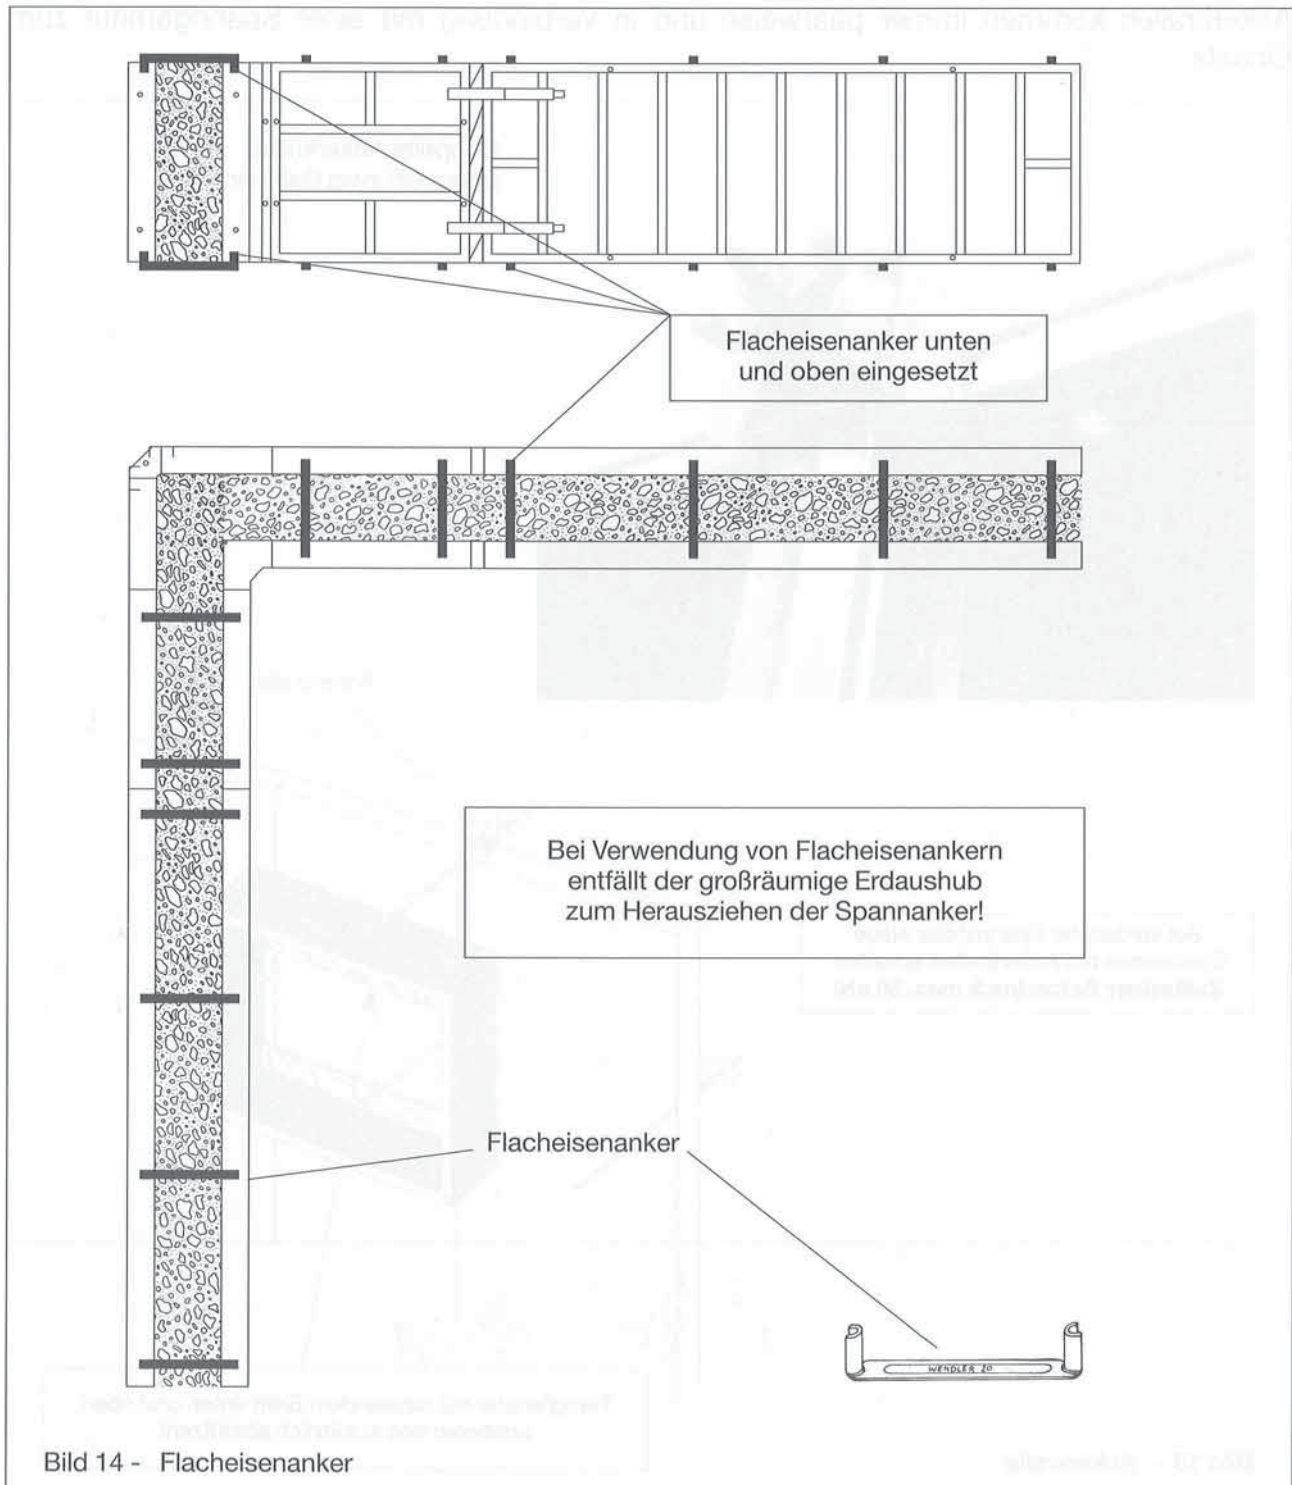 Flacheisenanker unten
und oben eingesetzt
Bei Verwendung von Flacheisenankern
entfällt der großräumige Erdaushub
zum Herausziehen der Spannanker!
Flacheisenanker
WENDLER 20
Bild 14 - Flacheisenanker